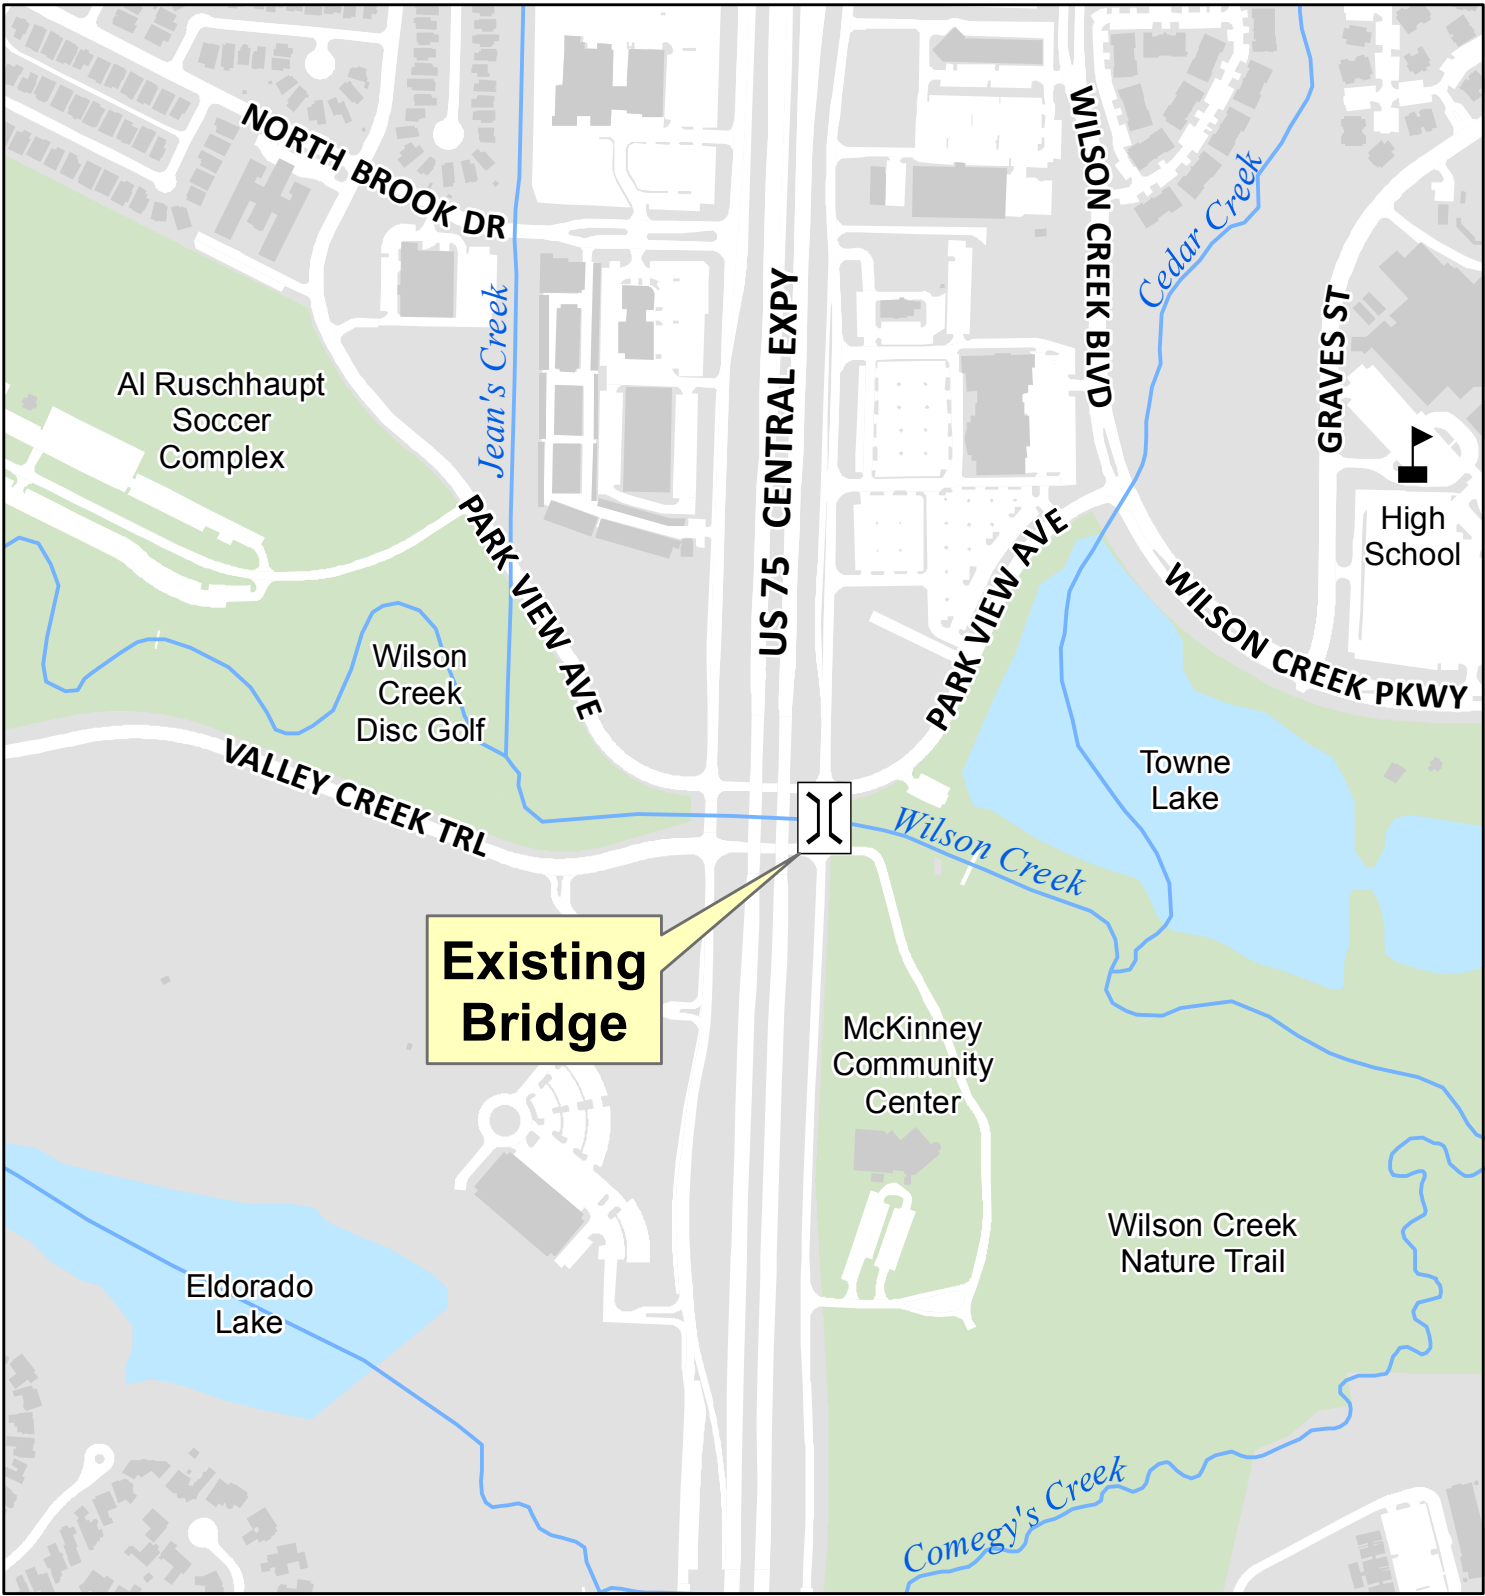 NORTH BROOK DR
WILSON CREEK BLVD
Cedar Creek
Jean's Creek
US 75 CENTRAL EXPY
GRAVES ST
Al Ruschhaupt
Soccer
Complex
High
School
PARK VIEW AVE
PARK VIEW AVE
WILSON CREEK PKWY
Wilson
Creek
Disc Golf
VALLEY CREEK TRL
Towne
Lake
Wilson Creek
Existing
Bridge
McKinney
Community
Center
Wilson Creek
Nature Trail
Eldorado
Lake
Comegy's Creek